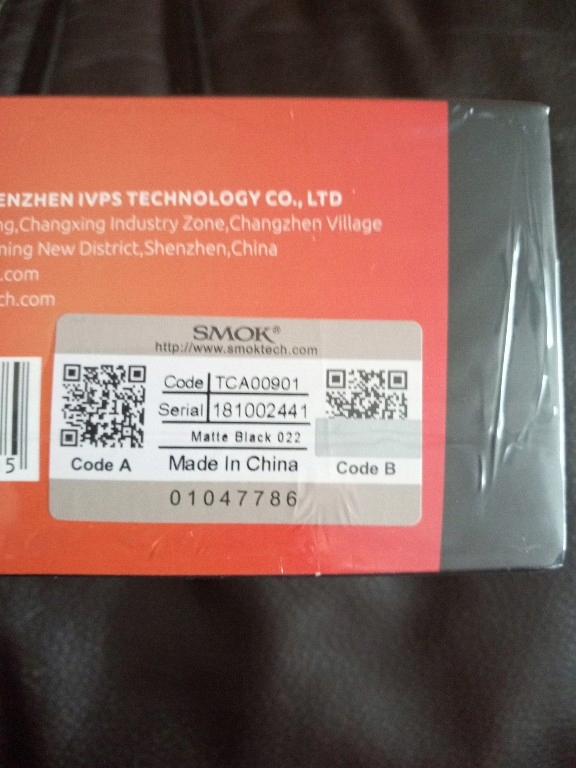 ENZHEN IVPS TECHNOLOGY CO., LTD
ng,Changxing Industry Zone,Changzhen Village
ming New District,Shenzhen,China
.com
ch.com
SMOK®
http://www.smoktech.com
Code TCA00901
Serial 181002441
Matte Black 022
Made In China
Code A
Code B
01047786
5